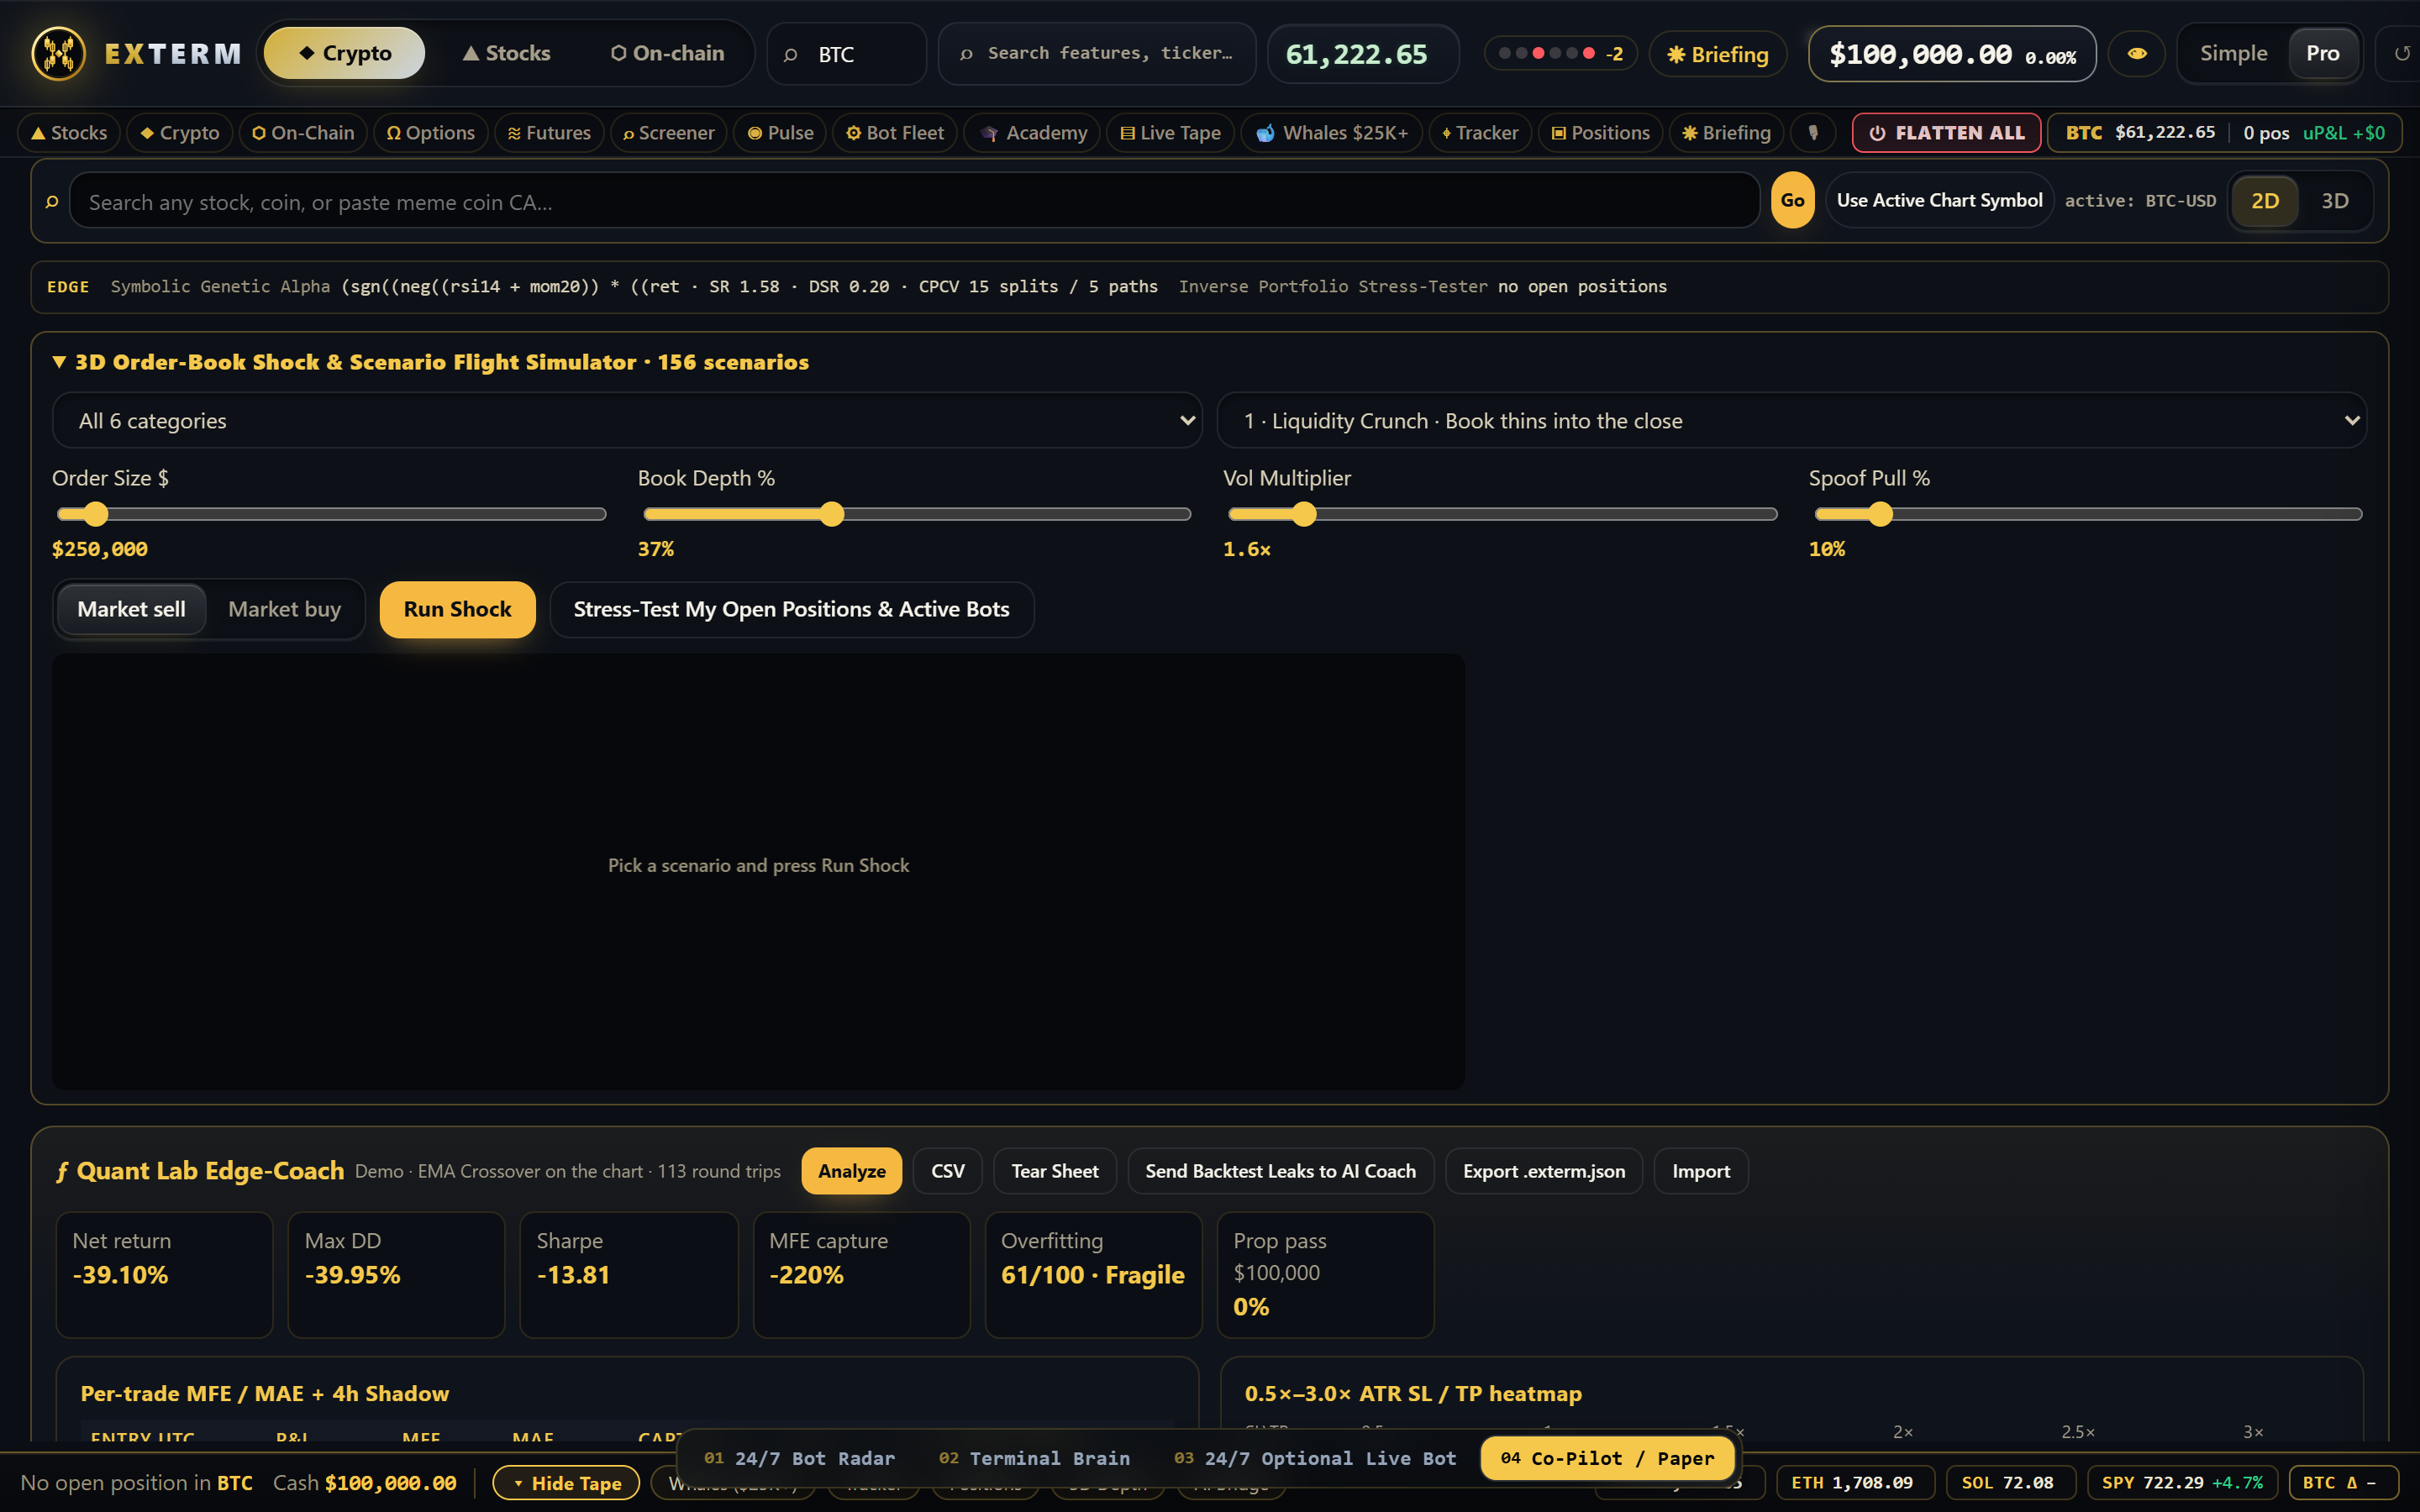 EXTERM
◆ Crypto ▲ Stocks ⬡ On-chain
BTC
Search features, ticker…
61,222.65
-2
Briefing
$100,000.00 0.00%
Simple Pro
▲ Stocks ◆ Crypto ⬡ On-Chain Ω Options ≋ Futures Screener ◉ Pulse ⚙ Bot Fleet 🎓 Academy Live Tape 🐋 Whales $25K+ Tracker Positions Briefing
FLATTEN ALL
BTC $61,222.65 0 pos uP&L +$0
Search any stock, coin, or paste meme coin CA...
Go
Use Active Chart Symbol
active: BTC-USD
2D 3D
EDGE Symbolic Genetic Alpha (sgn((neg((rsi14 + mom20)) * ((ret · SR 1.58 · DSR 0.20 · CPCV 15 splits / 5 paths Inverse Portfolio Stress-Tester no open positions
▼ 3D Order-Book Shock & Scenario Flight Simulator · 156 scenarios
All 6 categories
1 · Liquidity Crunch · Book thins into the close
Order Size $ Book Depth % Vol Multiplier Spoof Pull %
$250,000 37% 1.6× 10%
Market sell Market buy Run Shock Stress-Test My Open Positions & Active Bots
Pick a scenario and press Run Shock
ƒ Quant Lab Edge-Coach Demo · EMA Crossover on the chart · 113 round trips Analyze CSV Tear Sheet Send Backtest Leaks to AI Coach Export .exterm.json Import
Net return
-39.10%
Max DD
-39.95%
Sharpe
-13.81
MFE capture
-220%
Overfitting
61/100 · Fragile
Prop pass
$100,000
0%
Per-trade MFE / MAE + 4h Shadow
ENTRY UTC P&L MFE MAE
0.5×–3.0× ATR SL / TP heatmap
2× 2.5× 3×
01 24/7 Bot Radar 02 Terminal Brain 03 24/7 Optional Live Bot 04 Co-Pilot / Paper
No open position in BTC Cash $100,000.00
▾ Hide Tape
ETH 1,708.09
SOL 72.08
SPY 722.29 +4.7%
BTC Δ –